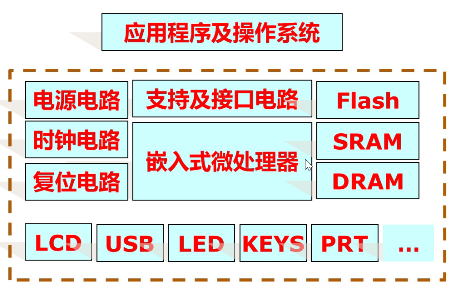 应用程序及操作系统
电源电路 支持及接口电路 Flash
时钟电路 嵌入式微处理器 SRAM
复位电路 DRAM
LCD USB LED KEYS PRT ...